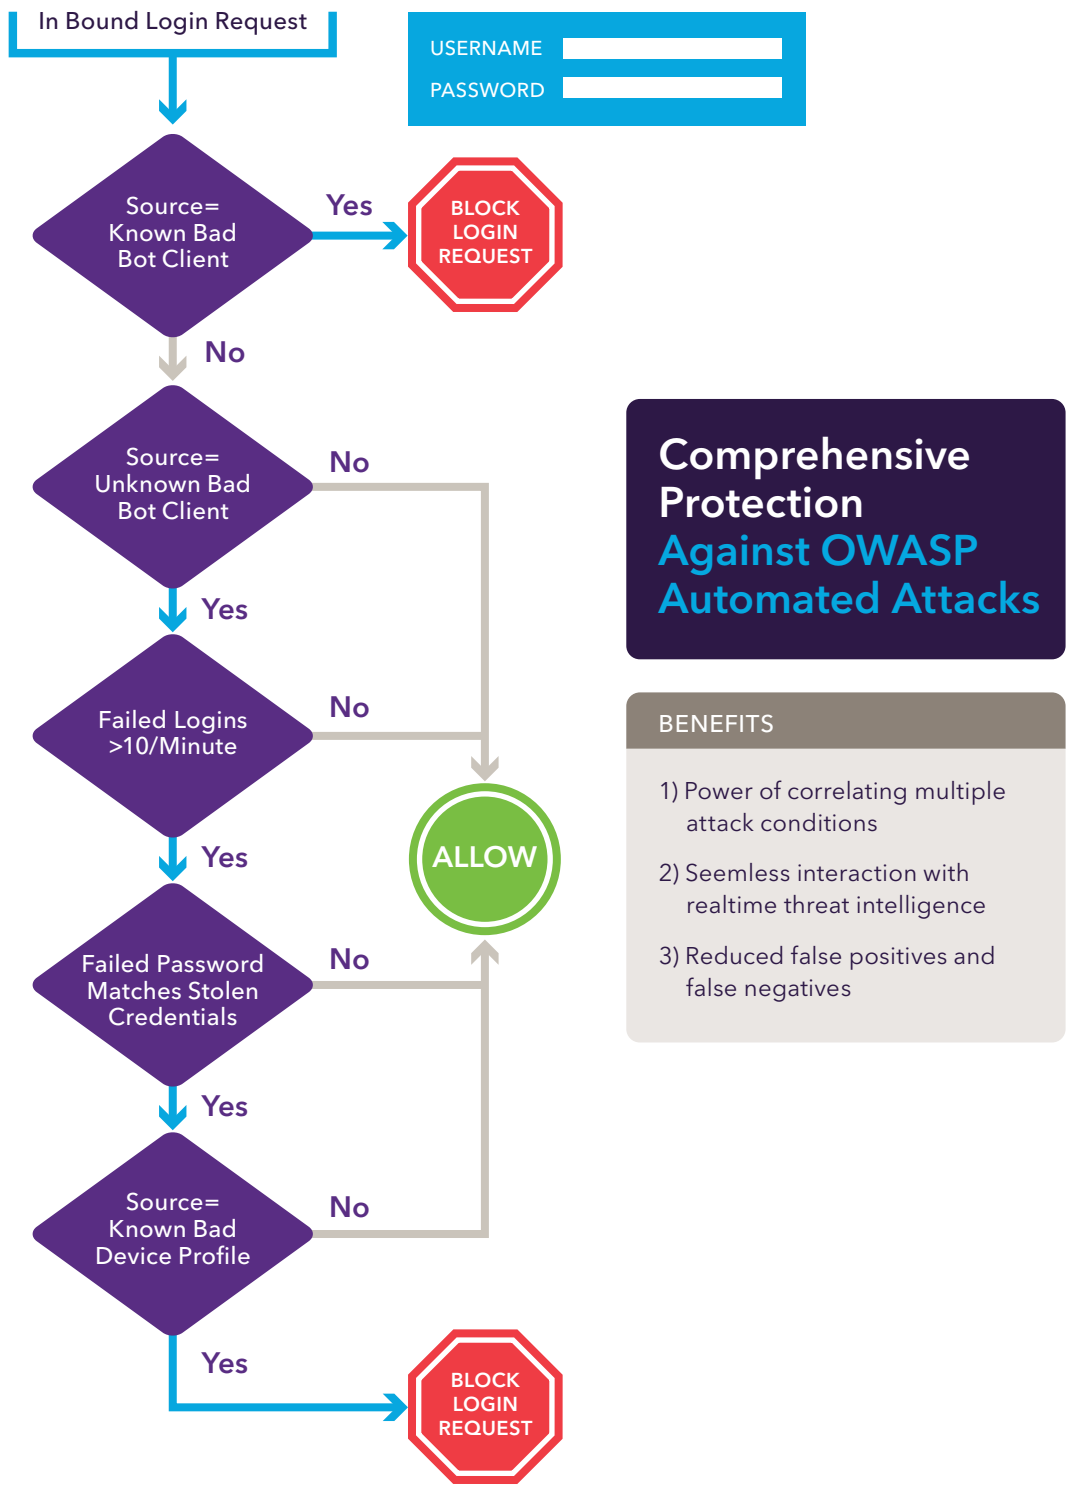 In Bound Login Request
USERNAME
PASSWORD
Source=
Known Bad
Bot Client
Yes
BLOCK
LOGIN
REQUEST
No
Source=
Unknown Bad
Bot Client
No
Yes
Failed Logins
>10/Minute
No
Yes
ALLOW
Failed Password
Matches Stolen
Credentials
No
Yes
Source=
Known Bad
Device Profile
No
Yes
BLOCK
LOGIN
REQUEST
Comprehensive
Protection
Against OWASP
Automated Attacks
BENEFITS
1) Power of correlating multiple
attack conditions
2) Seemless interaction with
realtime threat intelligence
3) Reduced false positives and
false negatives